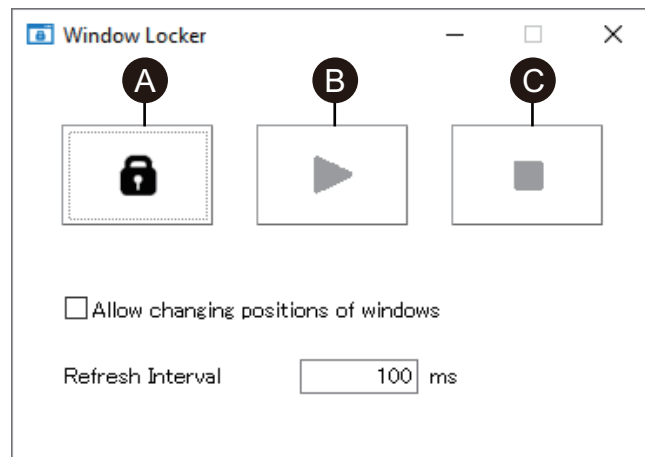 Window Locker
A B C
Allow changing positions of windows
Refresh Interval 100 ms